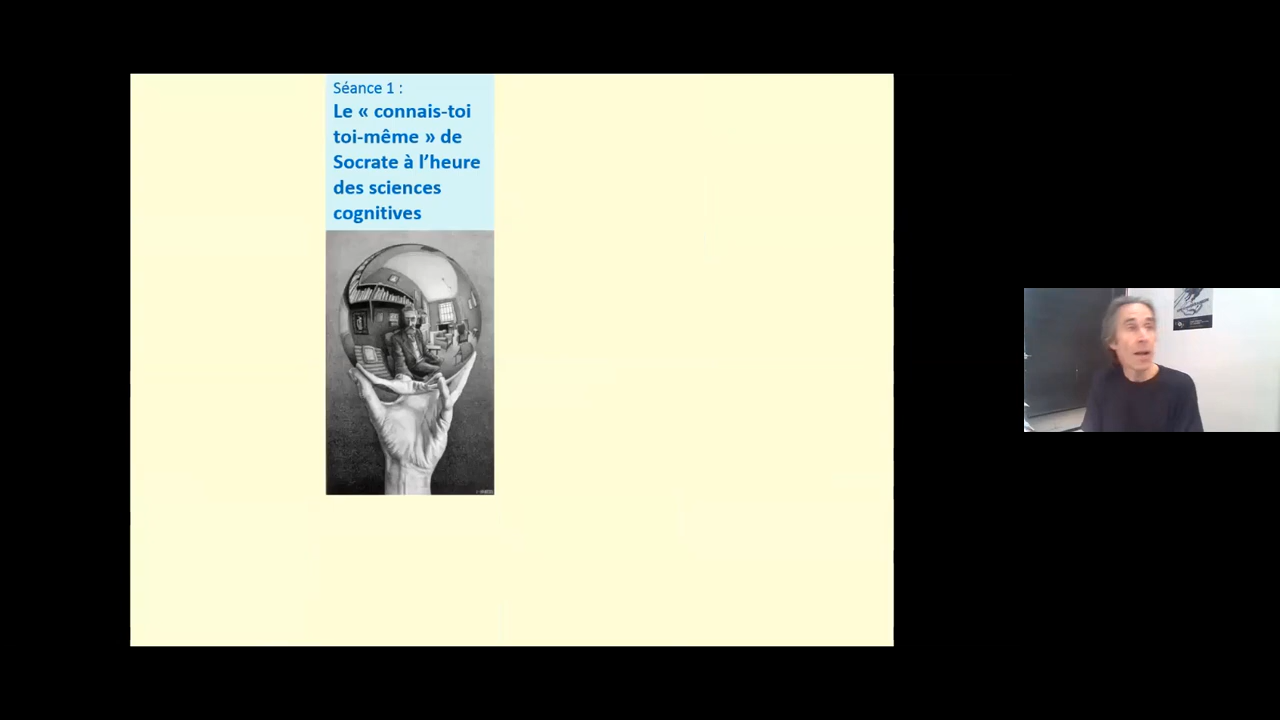 Séance 1 :
Le « connais-toi
toi-même » de
Socrate à l’heure
des sciences
cognitives